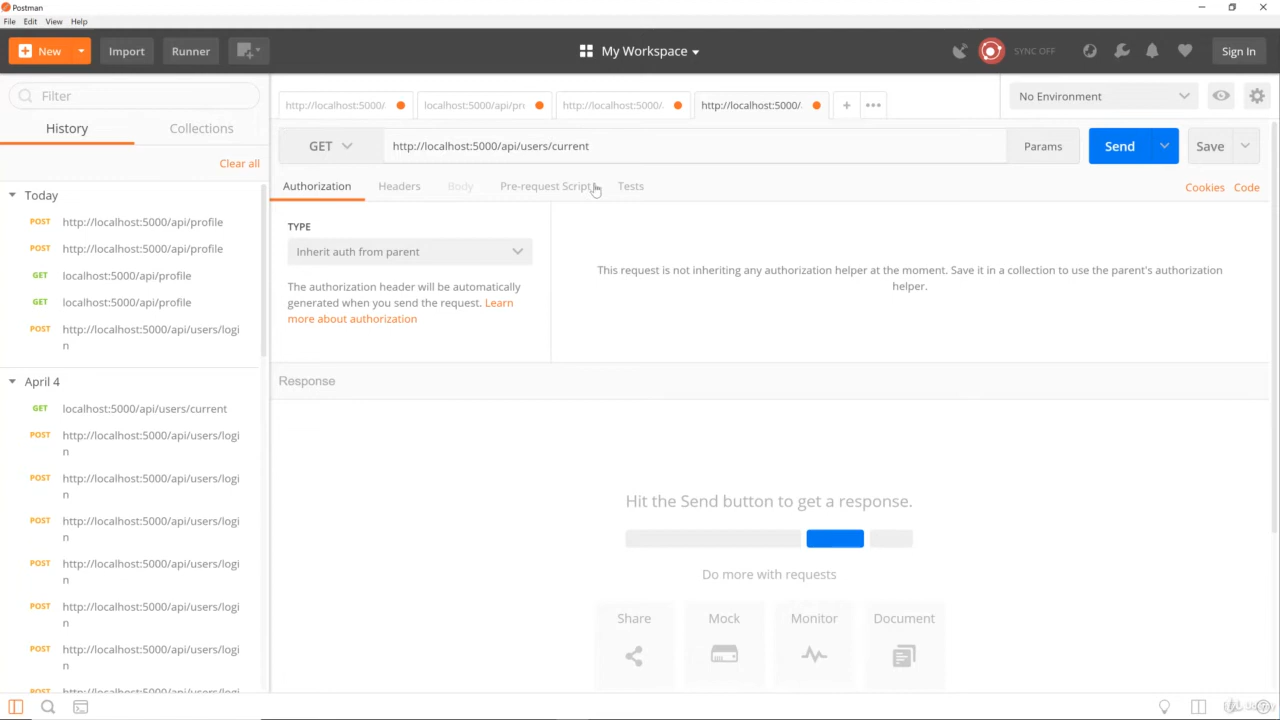 Postman
File Edit View Help
New Import Runner
My Workspace
SYNC OFF
Sign In
Filter
History Collections
Clear all
Today
POST http://localhost:5000/api/profile
POST http://localhost:5000/api/profile
GET localhost:5000/api/profile
GET localhost:5000/api/profile
POST http://localhost:5000/api/users/logi
n
April 4
GET localhost:5000/api/users/current
POST http://localhost:5000/api/users/logi
n
POST http://localhost:5000/api/users/logi
n
POST http://localhost:5000/api/users/logi
n
POST http://localhost:5000/api/users/logi
n
POST http://localhost:5000/api/users/logi
n
POST http://localhost:5000/api/users/logi
n
POST http://localhost:5000/api/users/logi
http://localhost:5000/ localhost:5000/api/pr http://localhost:5000/ http://localhost:5000/
No Environment
GET http://localhost:5000/api/users/current Params Send Save
Authorization Headers Body Pre-request Script Tests Cookies Code
TYPE
Inherit auth from parent
The authorization header will be automatically
generated when you send the request. Learn
more about authorization
This request is not inheriting any authorization helper at the moment. Save it in a collection to use the parent's authorization
helper.
Response
Hit the Send button to get a response.
Do more with requests
Share Mock Monitor Document